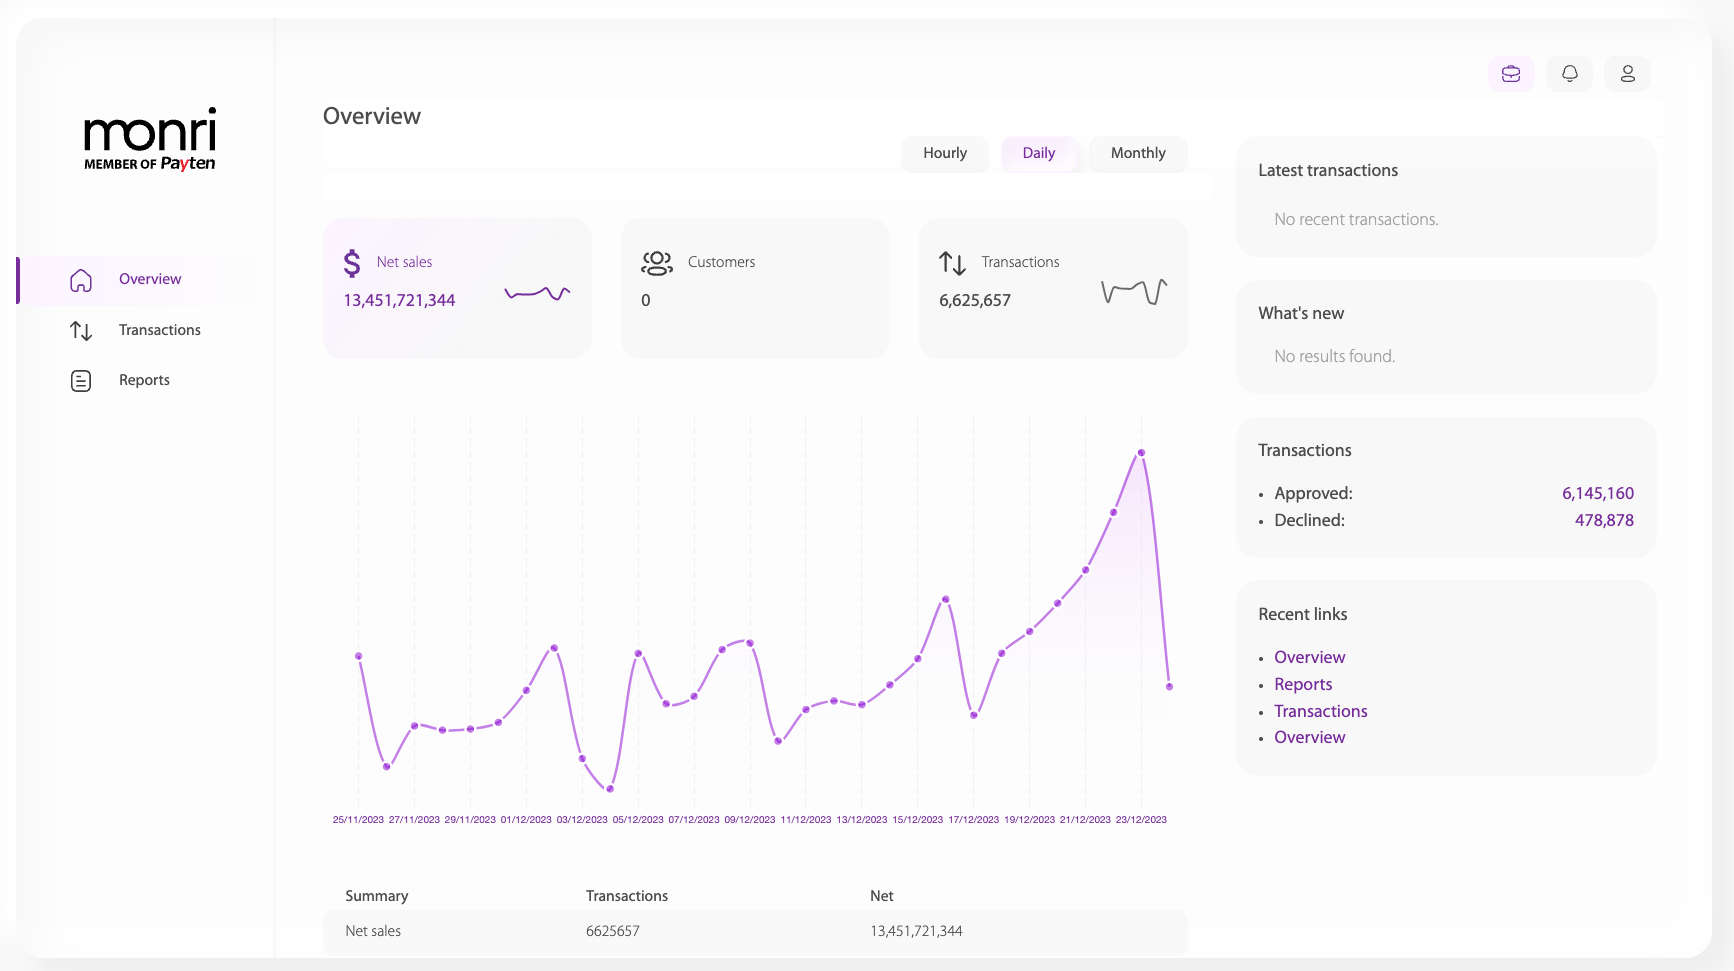 monri
MEMBER OF Payten
Overview
Transactions
Reports
Overview
Hourly
Daily
Monthly
Net sales
13,451,721,344
Customers
0
Transactions
6,625,657
25/11/2023 27/11/2023 29/11/2023 01/12/2023 03/12/2023 05/12/2023 07/12/2023 09/12/2023 11/12/2023 13/12/2023 15/12/2023 17/12/2023 19/12/2023 21/12/2023 23/12/2023
Summary Transactions Net
Net sales 6625657 13,451,721,344
Latest transactions
No recent transactions.
What's new
No results found.
Transactions
• Approved: 6,145,160
• Declined: 478,878
Recent links
• Overview
• Reports
• Transactions
• Overview